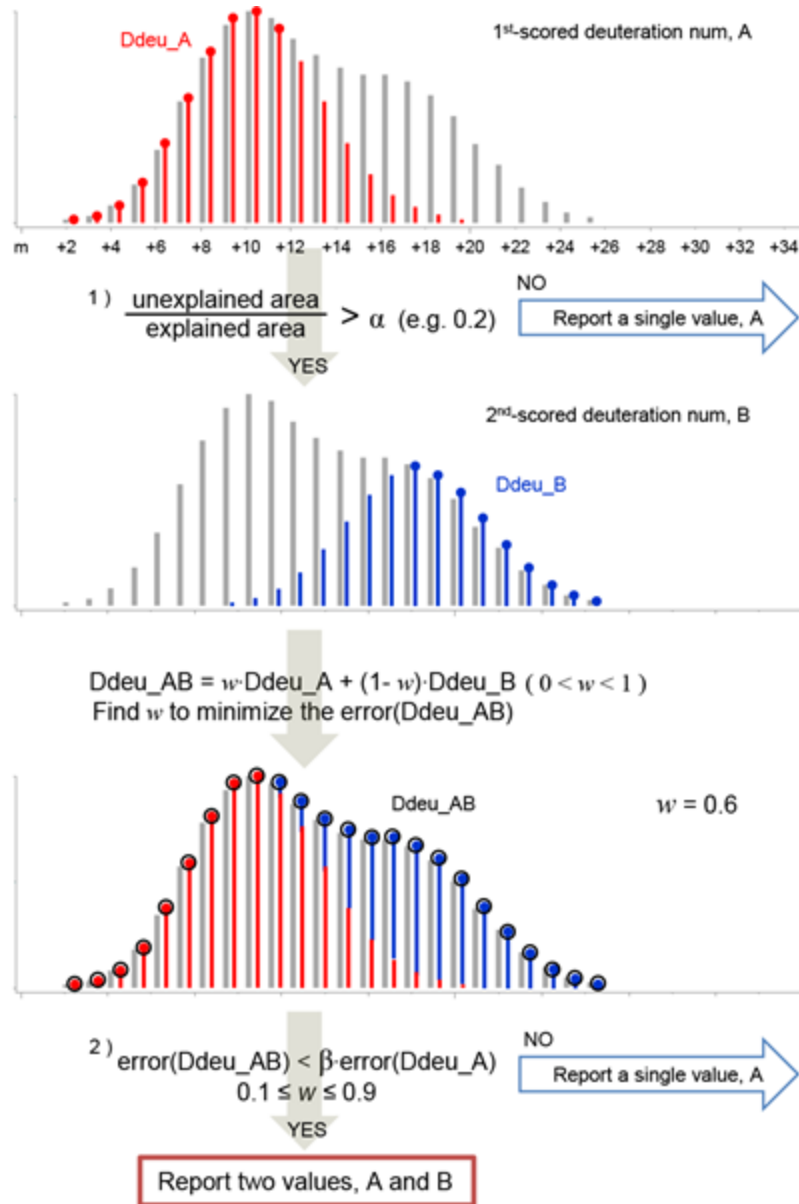 Ddeu_A
1st-scored deuteration num, A
m +2 +4 +6 +8 +10 +12 +14 +16 +18 +20 +22 +24 +26 +28 +30 +32 +34
1) unexplained area
explained area
> α (e.g. 0.2)
NO
Report a single value, A
YES
2nd-scored deuteration num, B
Ddeu_B
Ddeu_AB = w·Ddeu_A + (1- w)·Ddeu_B ( 0 < w < 1 )
Find w to minimize the error(Ddeu_AB)
Ddeu_AB
w = 0.6
2) error(Ddeu_AB) < β·error(Ddeu_A)
0.1 ≤ w ≤ 0.9
NO
Report a single value, A
YES
Report two values, A and B